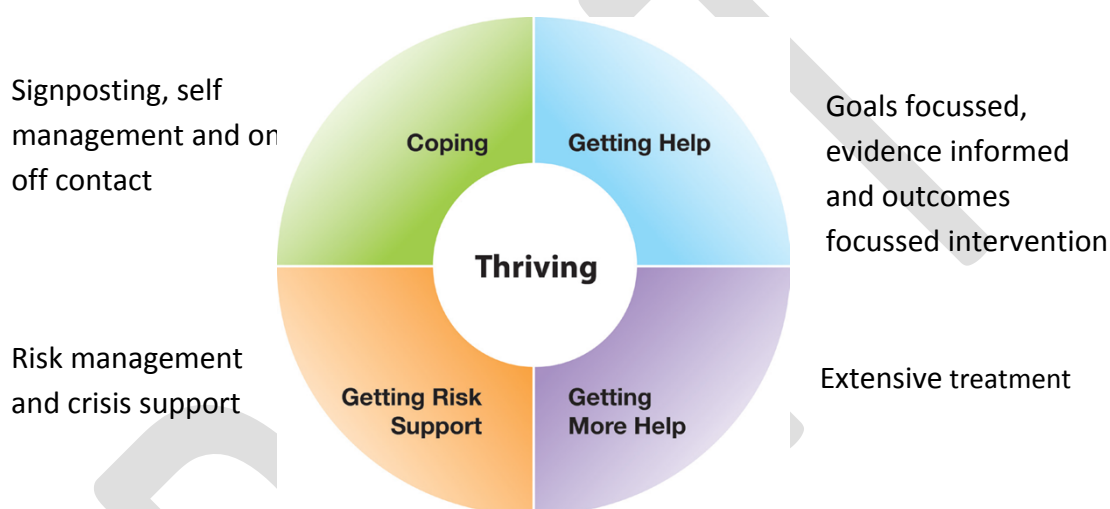 Signposting, self
management and on
off contact
Coping
Getting Help
Goals focussed,
evidence informed
and outcomes
focussed intervention
Thriving
Risk management
and crisis support
Getting Risk
Support
Getting
More Help
Extensive treatment